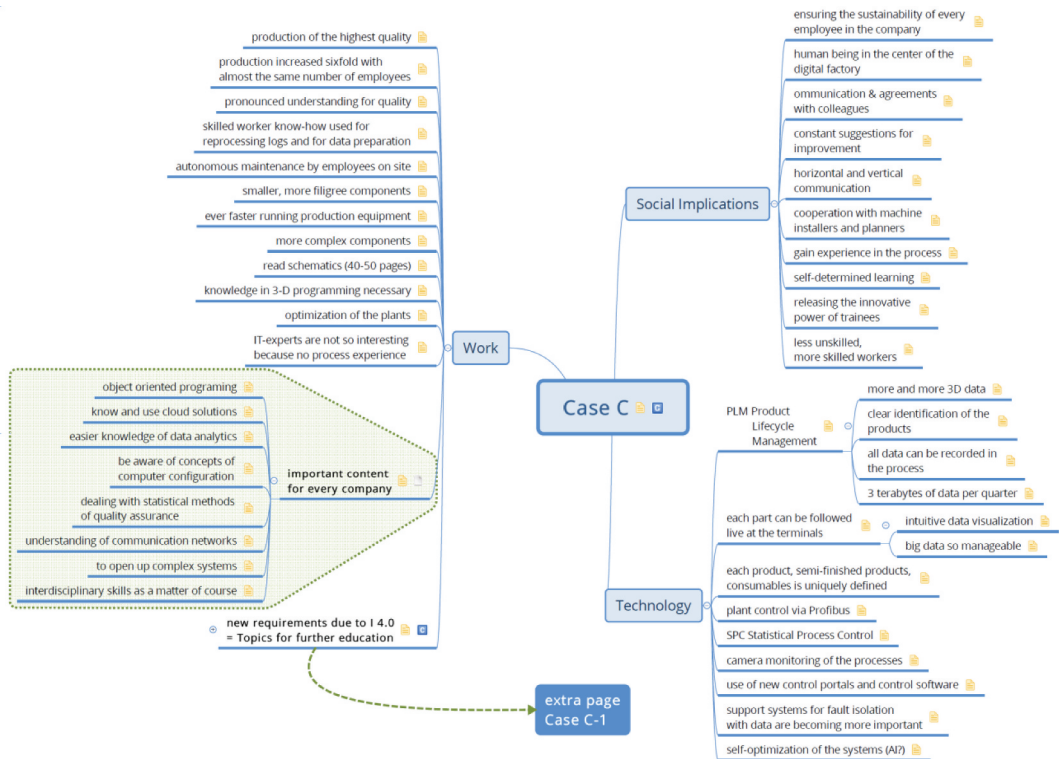 production of the highest quality
production increased sixfold with
almost the same number of employees
pronounced understanding for quality
skilled worker know-how used for
reprocessing logs and for data preparation
autonomous maintenance by employees on site
smaller, more filigree components
ever faster running production equipment
more complex components
read schematics (40-50 pages)
knowledge in 3-D programming necessary
optimization of the plants
IT-experts are not so interesting
because no process experience
Work
object oriented programing
know and use cloud solutions
easier knowledge of data analytics
be aware of concepts of
computer configuration
dealing with statistical methods
of quality assurance
understanding of communication networks
to open up complex systems
interdisciplinary skills as a matter of course
important content
for every company
new requirements due to I 4.0
= Topics for further education
C
extra page
Case C-1
Case C
C
Social Implications
ensuring the sustainability of every
employee in the company
human being in the center of the
digital factory
ommunication & agreements
with colleagues
constant suggestions for
improvement
horizontal and vertical
communication
cooperation with machine
installers and planners
gain experience in the process
self-determined learning
releasing the innovative
power of trainees
less unskilled,
more skilled workers
Technology
PLM Product
Lifecycle
Management
more and more 3D data
clear identification of the
products
all data can be recorded in
the process
3 terabytes of data per quarter
each part can be followed
live at the terminals
intuitive data visualization
big data so manageable
each product, semi-finished products,
consumables is uniquely defined
plant control via Profibus
SPC Statistical Process Control
camera monitoring of the processes
use of new control portals and control software
support systems for fault isolation
with data are becoming more important
self-optimization of the systems (AI?)